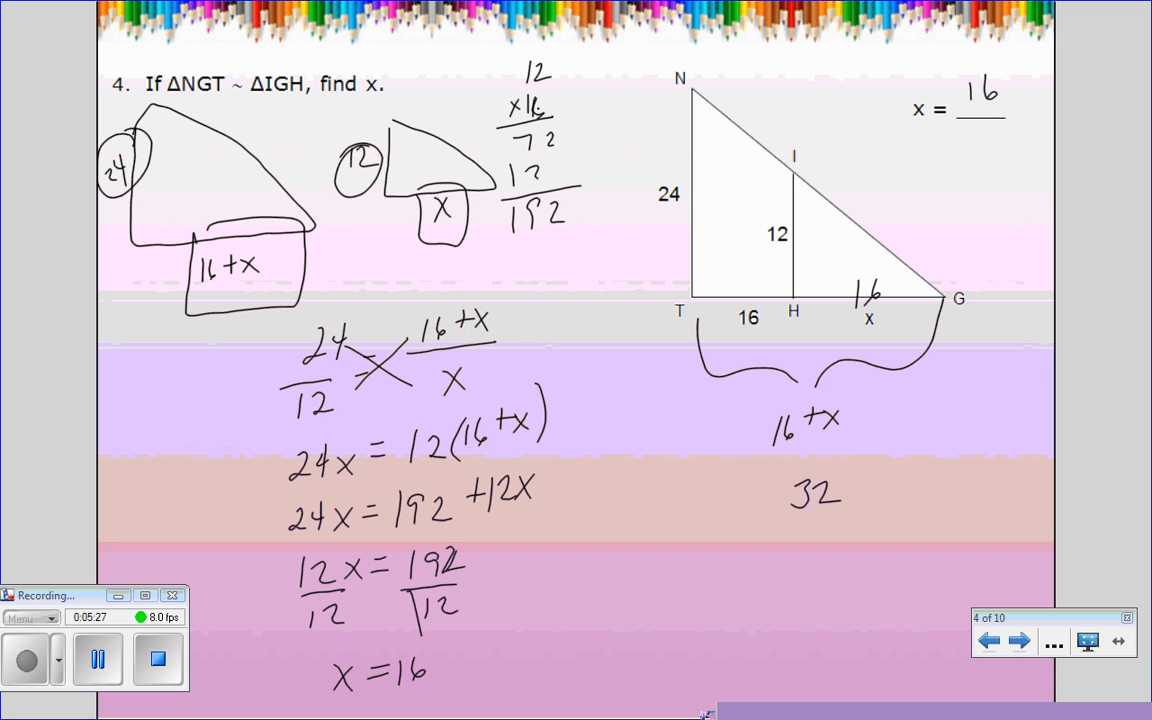 4. If ΔNGT ~ ΔIGH, find x.
x = 16
24
16+x
12
x
12
x16
72
12
192
N
I
24
12
T
16
H
16
x
G
16+x
32
24/12 = 16+x/x
24x = 12(16+x)
24x = 192 +12x
12x = 192
12 12
x = 16
Recording...
Menu
0:05:27
8.0 fps
4 of 10
...